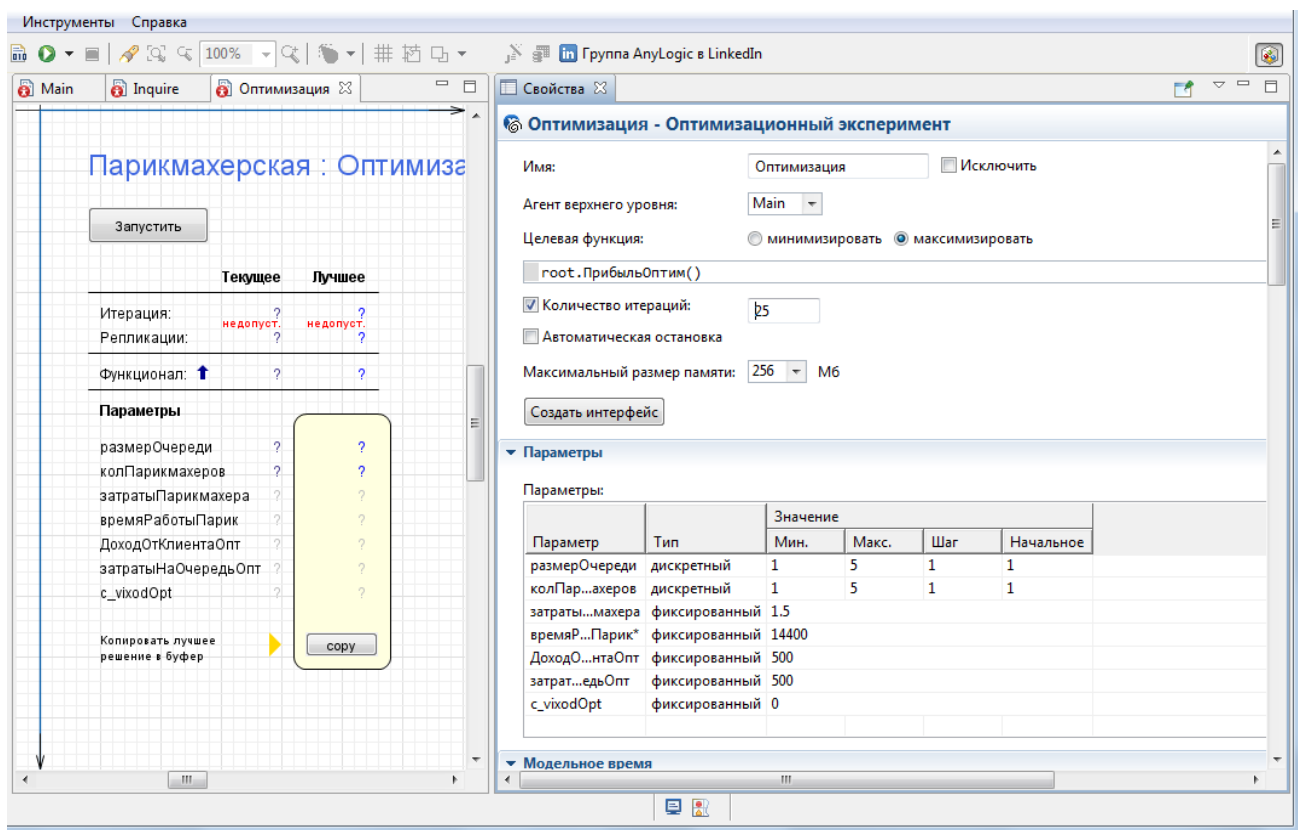 Инструменты Справка
100% Группа AnyLogic в LinkedIn
Main Inquire Оптимизация
Парикмахерская : Оптимиза
Запустить
Текущее Лучшее
Итерация: ? ?
недопуст. недопуст.
Репликации: ? ?
Функционал: ? ?
Параметры
размерОчереди ? ?
колПарикмахеров ? ?
затратыПарикмахера ? ?
времяРаботыПарик ? ?
ДоходОтКлиентаОпт ? ?
затратыНаОчередьОпт ? ?
c_vixodOpt ? ?
Копировать лучшее
решение в буфер
copy
Свойства
Оптимизация - Оптимизационный эксперимент
Имя: Оптимизация Исключить
Агент верхнего уровня: Main
Целевая функция: минимизировать максимизировать
root.ПрибыльОптим()
Количество итераций: 25
Автоматическая остановка
Максимальный размер памяти: 256 Мб
Создать интерфейс
Параметры
Параметры:
Значение
Параметр Тип Мин. Макс. Шаг Начальное
размерОчереди дискретный 1 5 1 1
колПар...ахеров дискретный 1 5 1 1
затраты...махера фиксированный 1.5
времяР...Парик* фиксированный 14400
ДоходО...нтаОпт фиксированный 500
затрат...едьОпт фиксированный 500
c_vixodOpt фиксированный 0
Модельное время